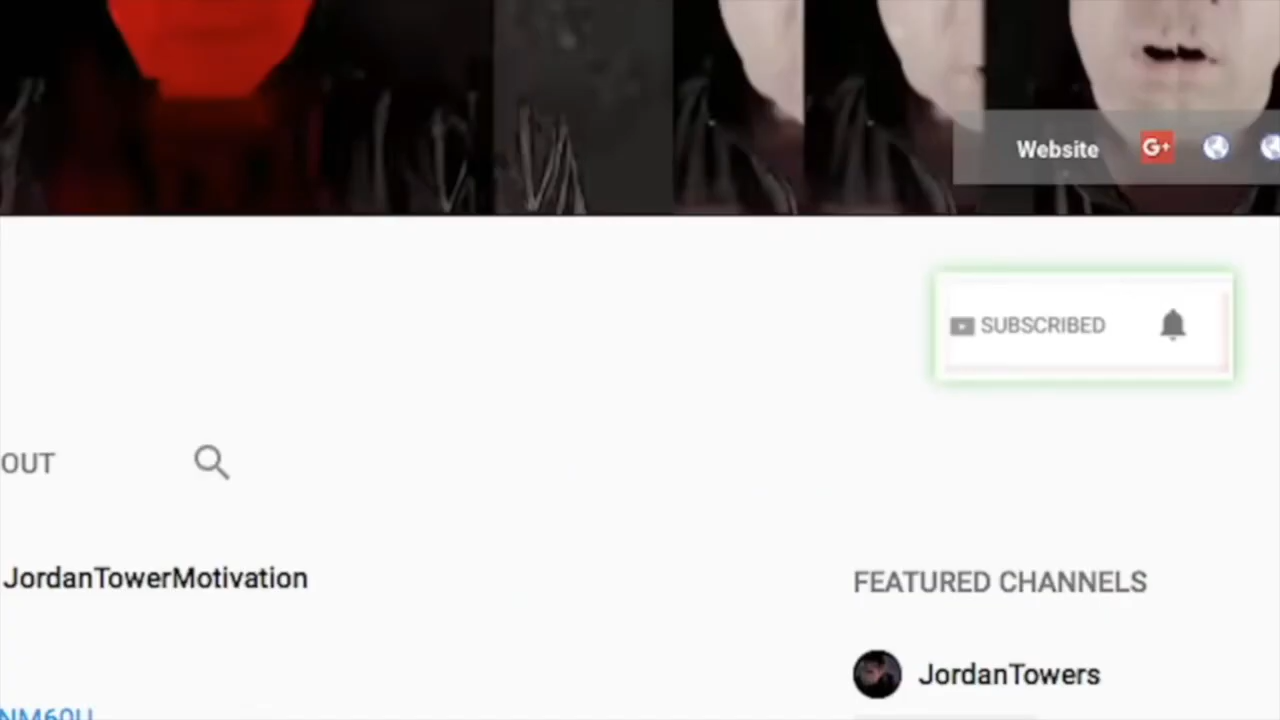 Website G+
SUBSCRIBED
OUT
JordanTowerMotivation
FEATURED CHANNELS
JordanTowers